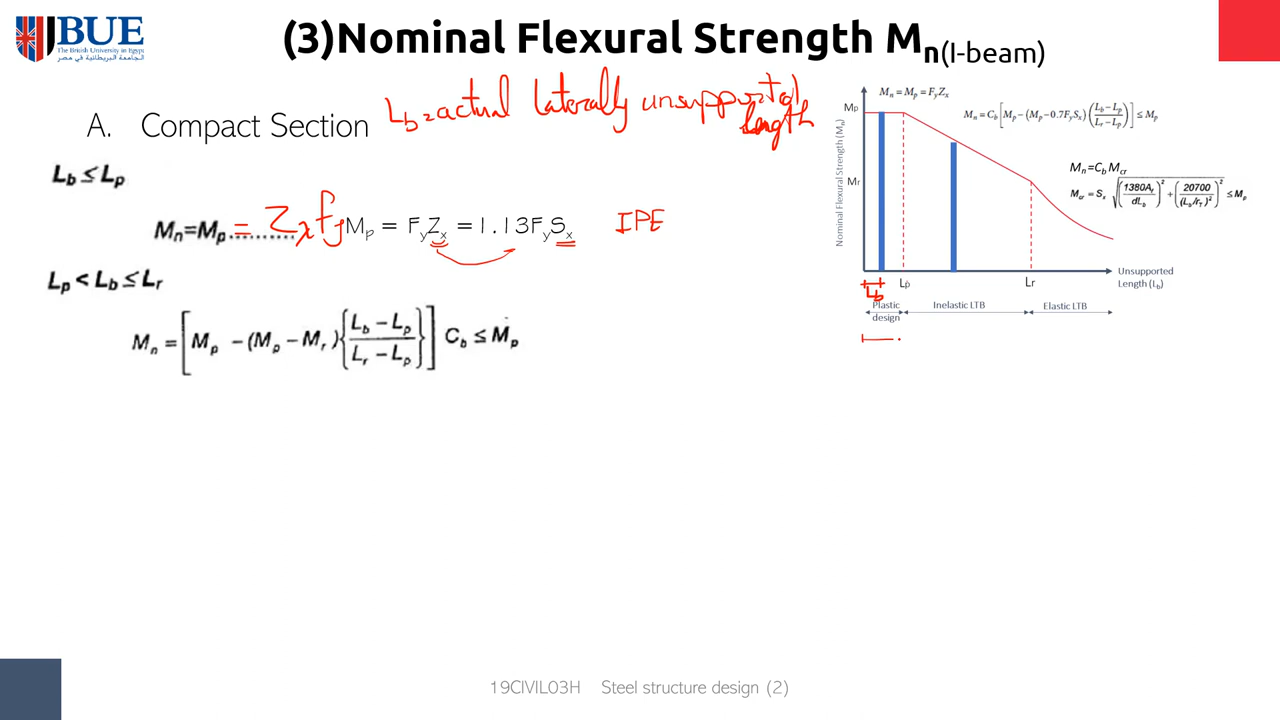 BUE
The British University in Egypt
الجامعة البريطانية في مصر
(3)Nominal Flexural Strength Mn(I-beam)
Lb = actual laterally unsupported length
A. Compact Section
Lb ≤ Lp
Mn=Mp.......... = Zx Fy Mp = FyZx = 1.13FySx IPE
Lp < Lb ≤ Lr
Mn = [Mp - (Mp - Mr) {(Lb - Lp) / (Lr - Lp)}] Cb ≤ Mp
Mn = Mp = FyZx
Mn = Cb [Mp - (Mp - 0.7FySx) ((Lb - Lp) / (Lr - Lp))] ≤ Mp
Mn=Cb Mcr
Mcr = Sx √((1380Af / dLb)² + (20700 / (Lb/rT)²)²) ≤ Mp
Nominal Flexural Strength (Mn)
Mp
Mr
Lp
Lr
Unsupported
Length (Lb)
Lb
Plastic
design
Inelastic LTB
Elastic LTB
19CIVIL03H Steel structure design (2)